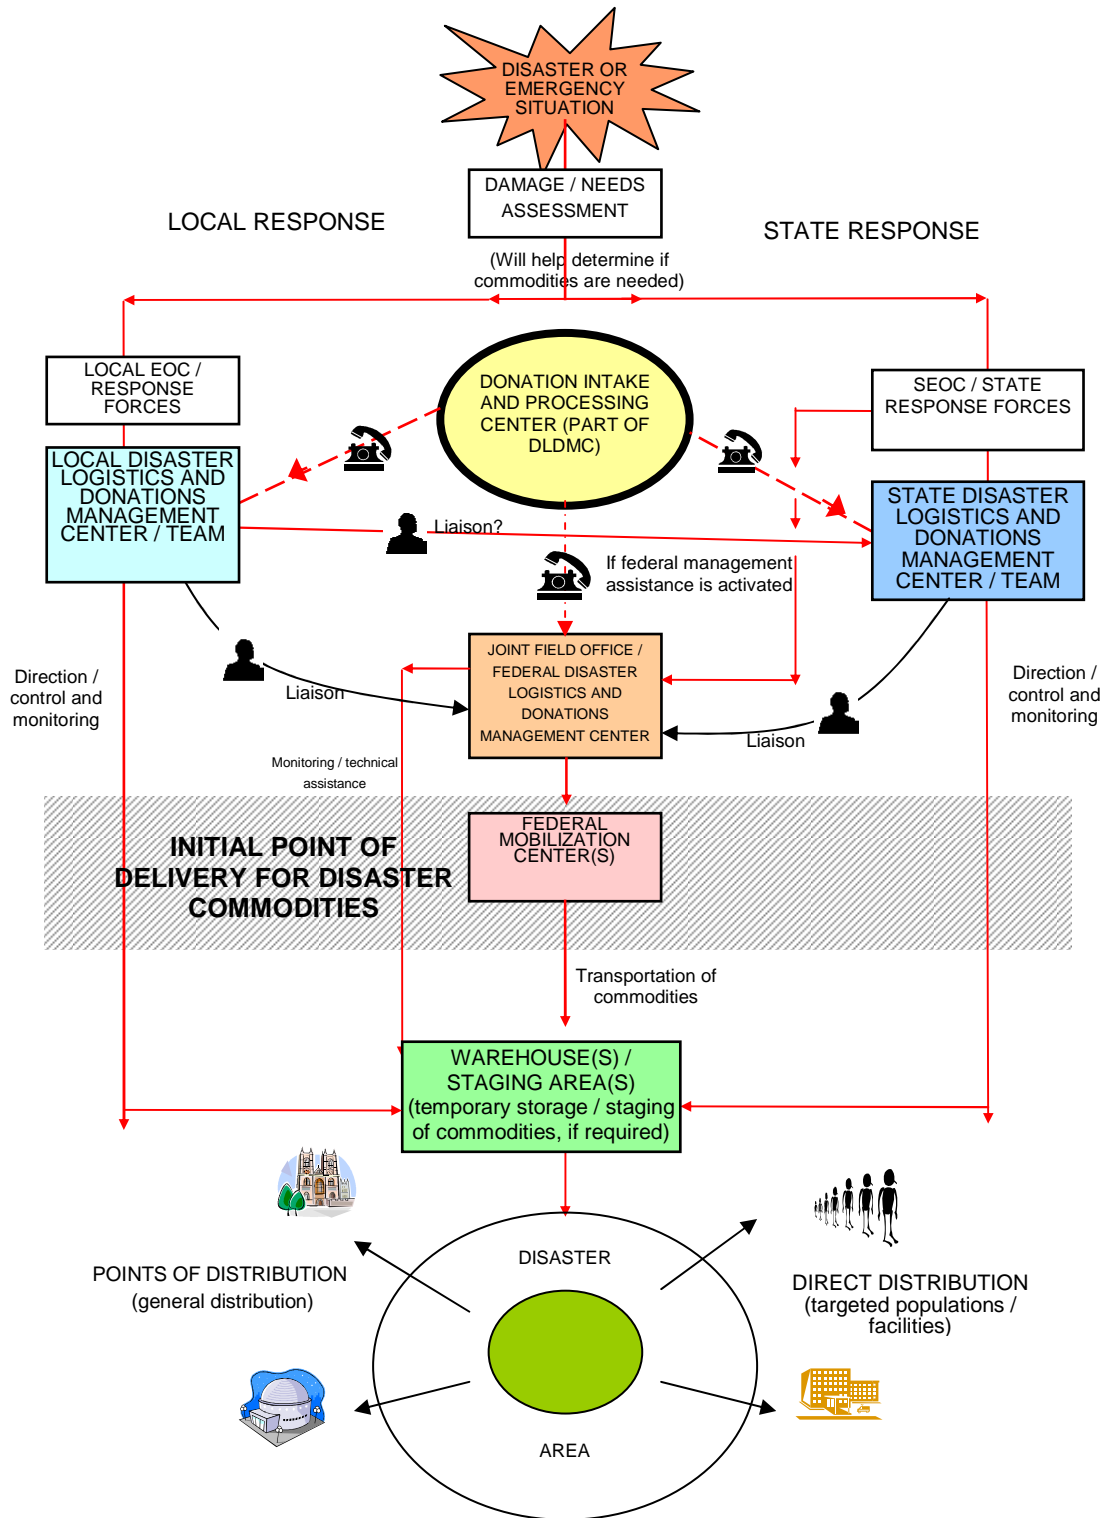 DISASTER OR
EMERGENCY
SITUATION
DAMAGE / NEEDS
ASSESSMENT
LOCAL RESPONSE
STATE RESPONSE
(Will help determine if
commodities are needed)
LOCAL EOC /
RESPONSE
FORCES
DONATION INTAKE
AND PROCESSING
CENTER (PART OF
DLDMC)
SEOC / STATE
RESPONSE FORCES
LOCAL DISASTER
LOGISTICS AND
DONATIONS
MANAGEMENT
CENTER / TEAM
STATE DISASTER
LOGISTICS AND
DONATIONS
MANAGEMENT
CENTER / TEAM
Liaison?
If federal management
assistance is activated
JOINT FIELD OFFICE /
FEDERAL DISASTER
LOGISTICS AND
DONATIONS
MANAGEMENT CENTER
Direction /
control and
monitoring
Liaison
Liaison
Direction /
control and
monitoring
Monitoring / technical
assistance
INITIAL POINT OF
DELIVERY FOR DISASTER
COMMODITIES
FEDERAL
MOBILIZATION
CENTER(S)
Transportation of
commodities
WAREHOUSE(S) /
STAGING AREA(S)
(temporary storage / staging
of commodities, if required)
DISASTER
POINTS OF DISTRIBUTION
(general distribution)
DIRECT DISTRIBUTION
(targeted populations /
facilities)
AREA